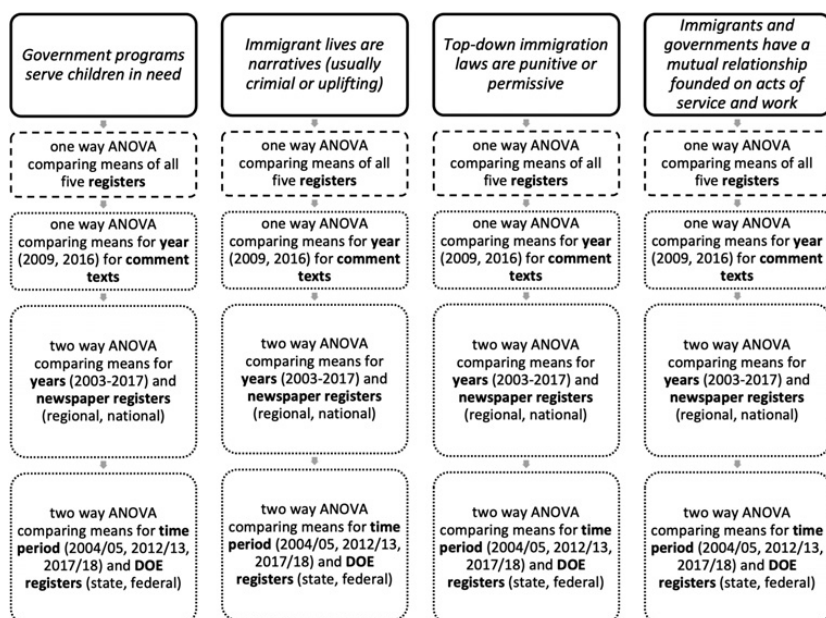 Government programs
serve children in need
one way ANOVA
comparing means of all
five registers
one way ANOVA
comparing means for year
(2009, 2016) for comment
texts
two way ANOVA
comparing means for
years (2003-2017) and
newspaper registers
(regional, national)
two way ANOVA
comparing means for time
period (2004/05, 2012/13,
2017/18) and DOE
registers (state, federal)
Immigrant lives are
narratives (usually
crimial or uplifting)
one way ANOVA
comparing means of all
five registers
one way ANOVA
comparing means for year
(2009, 2016) for comment
texts
two way ANOVA
comparing means for
years (2003-2017) and
newspaper registers
(regional, national)
two way ANOVA
comparing means for time
period (2004/05, 2012/13,
2017/18) and DOE
registers (state, federal)
Top-down immigration
laws are punitive or
permissive
one way ANOVA
comparing means of all
five registers
one way ANOVA
comparing means for year
(2009, 2016) for comment
texts
two way ANOVA
comparing means for
years (2003-2017) and
newspaper registers
(regional, national)
two way ANOVA
comparing means for time
period (2004/05, 2012/13,
2017/18) and DOE
registers (state, federal)
Immigrants and
governments have a
mutual relationship
founded on acts of
service and work
one way ANOVA
comparing means of all
five registers
one way ANOVA
comparing means for year
(2009, 2016) for comment
texts
two way ANOVA
comparing means for
years (2003-2017) and
newspaper registers
(regional, national)
two way ANOVA
comparing means for time
period (2004/05, 2012/13,
2017/18) and DOE
registers (state, federal)